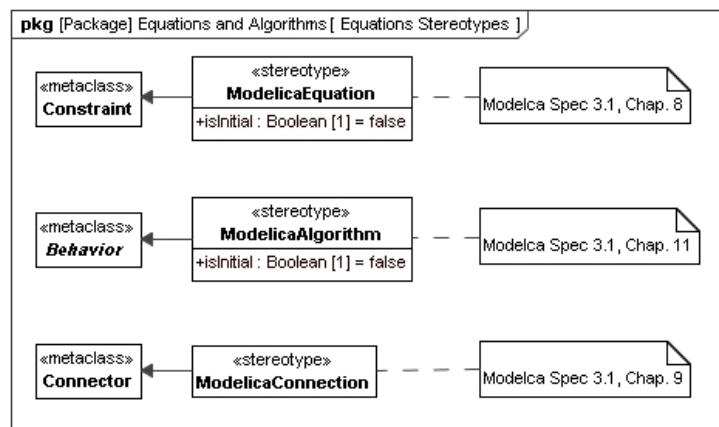 pkg [Package] Equations and Algorithms [ Equations Stereotypes ]
«metaclass»
Constraint
«stereotype»
ModelicaEquation
+isInitial : Boolean [1] = false
Modelca Spec 3.1, Chap. 8
«metaclass»
Behavior
«stereotype»
ModelicaAlgorithm
+isInitial : Boolean [1] = false
Modelca Spec 3.1, Chap. 11
«metaclass»
Connector
«stereotype»
ModelicaConnection
Modelca Spec 3.1, Chap. 9